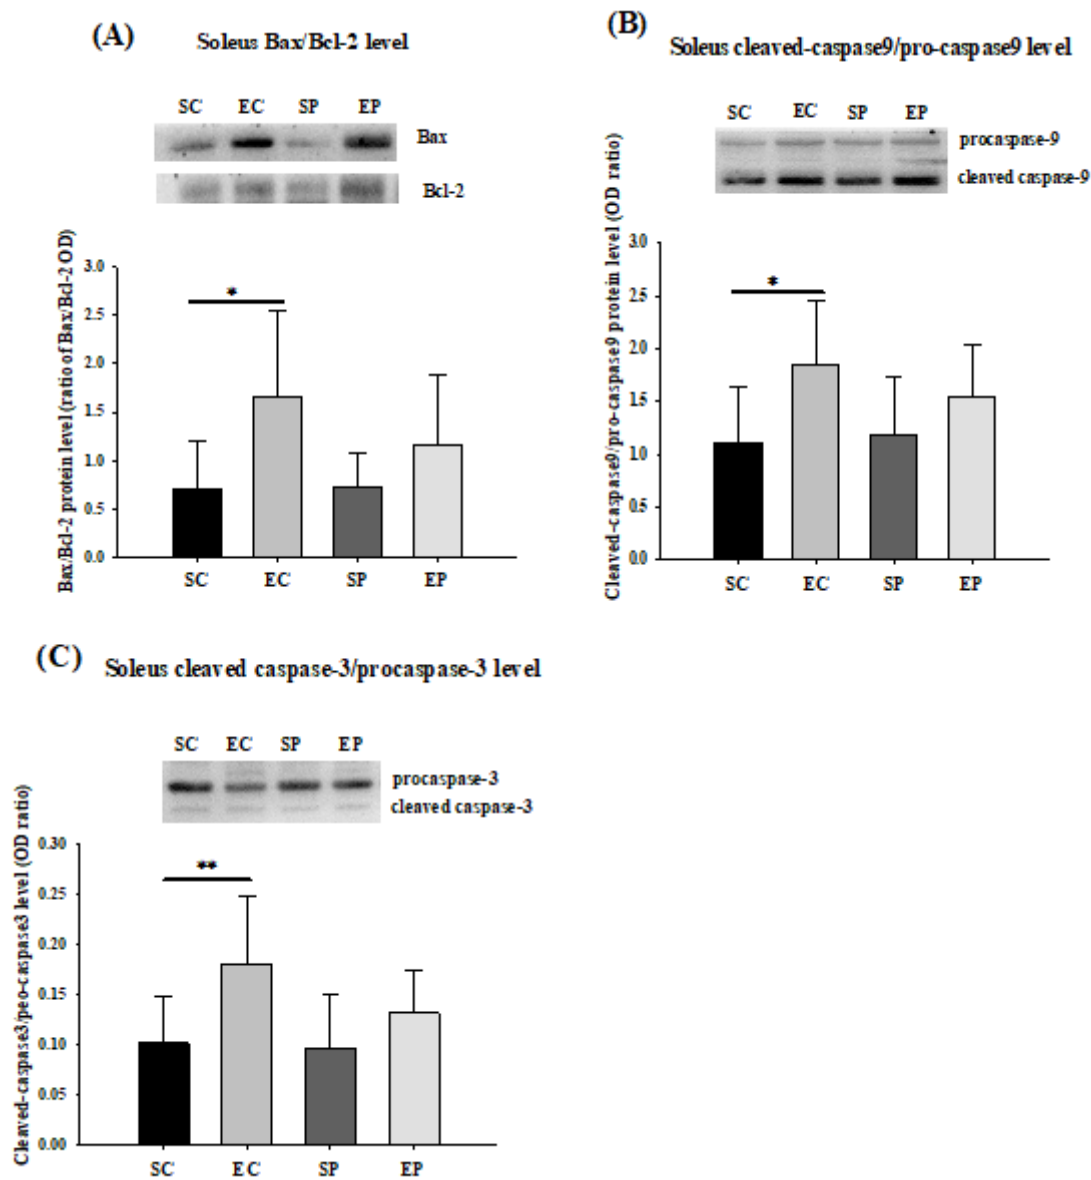 (A)
Soleus Bax/Bcl-2 level
SC EC SP EP
Bax
Bcl-2
Bax/Bcl-2 protein level (ratio of Bax/Bcl-2 OD)
3.0
2.5
2.0
1.5
1.0
0.5
0.0
*
SC EC SP EP
(B)
Soleus cleaved-caspase9/pro-caspase9 level
SC EC SP EP
procaspase-9
cleaved caspase-9
Cleaved-caspase9/pro-caspase9 protein level (OD ratio)
3.0
2.5
2.0
1.5
1.0
0.5
0.0
*
SC EC SP EP
(C)
Soleus cleaved caspase-3/procaspase-3 level
SC EC SP EP
procaspase-3
cleaved caspase-3
Cleaved-caspase3/peo-caspase3 level (OD ratio)
0.30
0.25
0.20
0.15
0.10
0.05
0.00
**
SC EC SP EP